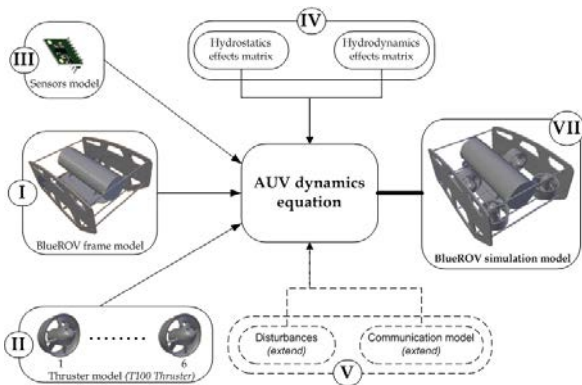 IV
Hydrostatics
effects matrix
Hydrodynamics
effects matrix
III
Sensors model
I
BlueROV frame model
AUV dynamics
equation
VII
BlueROV simulation model
II
1 ........ 6
Thruster model (T100 Thruster)
Disturbances
(extend)
Communication model
(extend)
V